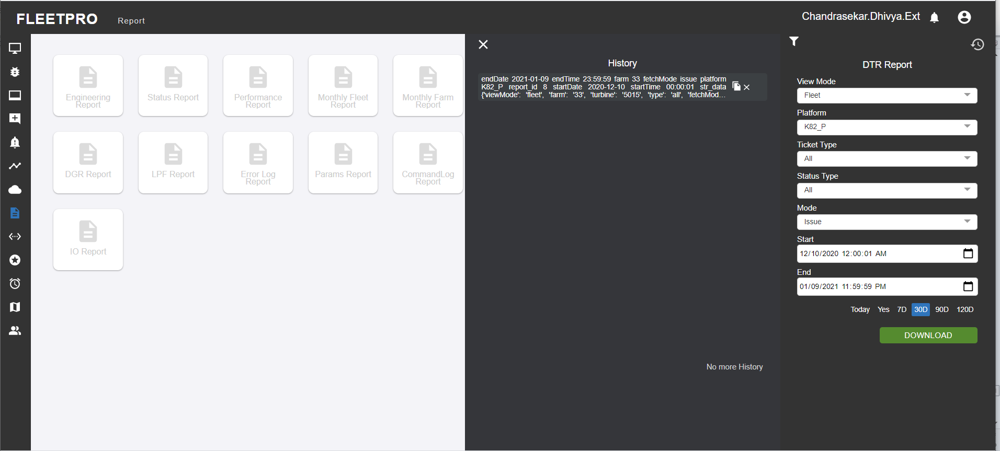 FLEETPRO
Report
Chandrasekar.Dhivya.Ext
Engineering
Report
Status Report
Performance
Report
Monthly Fleet
Report
Monthly Farm
Report
DGR Report
LPF Report
Error Log
Report
Params Report
CommandLog
Report
IO Report
History
endDate 2021-01-09 endTime 23:59:59 farm 33 fetchMode issue platform
K82_P report_id 8 startDate 2020-12-10 startTime 00:00:01 str_data
{'viewMode': 'fleet', 'farm': '33', 'turbine': '5015', 'type': 'all', 'fetchMod...
No more History
DTR Report
View Mode
Fleet
Platform
K82_P
Ticket Type
All
Status Type
All
Mode
Issue
Start
12/10/2020 12:00:01 AM
End
01/09/2021 11:59:59 PM
Today Yes 7D 30D 90D 120D
DOWNLOAD